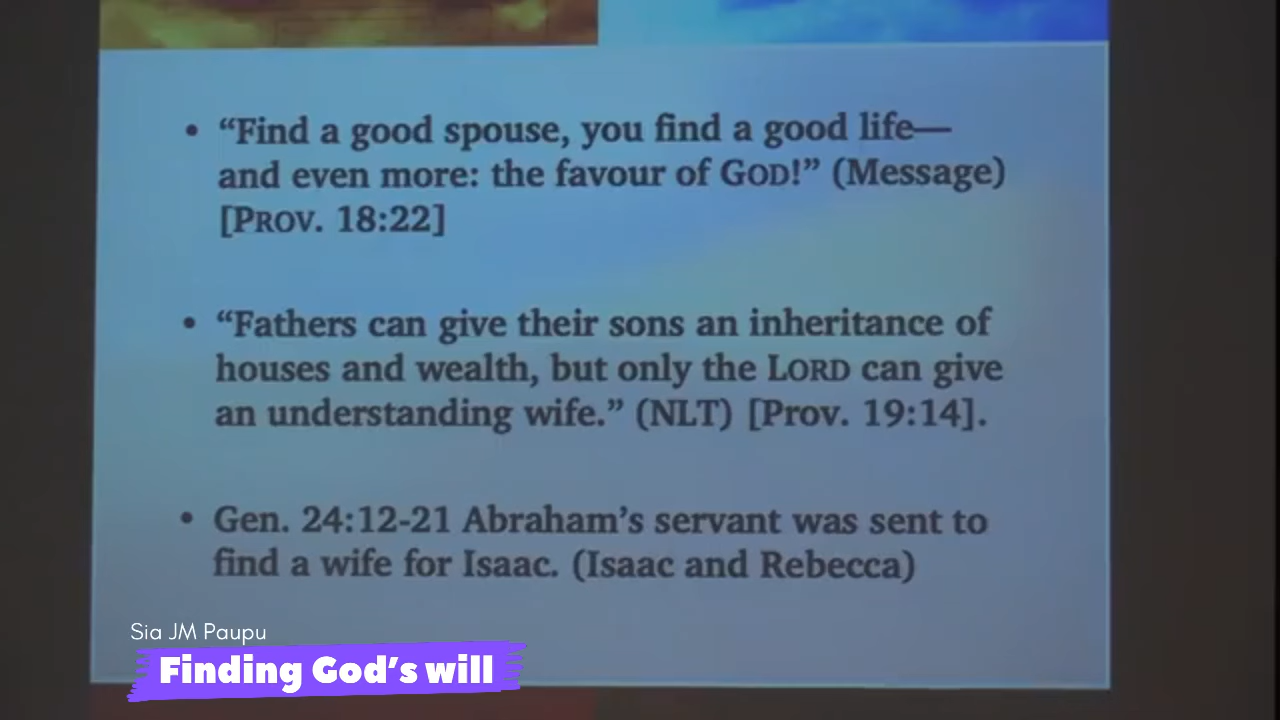 • “Find a good spouse, you find a good life—
and even more: the favour of GOD!” (Message)
[PROV. 18:22]
• “Fathers can give their sons an inheritance of
houses and wealth, but only the LORD can give
an understanding wife.” (NLT) [Prov. 19:14].
• Gen. 24:12-21 Abraham’s servant was sent to
find a wife for Isaac. (Isaac and Rebecca)
Sia JM Paupu
Finding God’s will